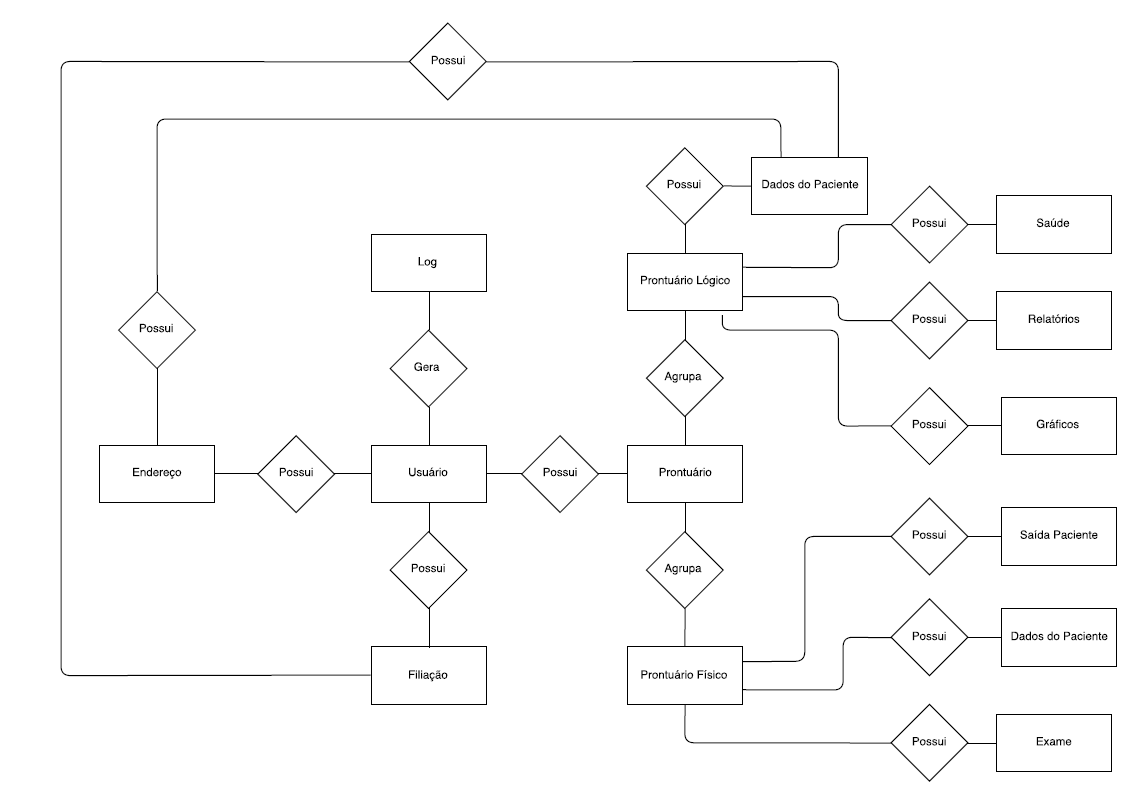 Possui
Possui
Dados do Paciente
Possui
Saúde
Log
Prontuário Lógico
Possui
Possui
Relatórios
Gera
Agrupa
Possui
Gráficos
Endereço
Possui
Usuário
Possui
Prontuário
Possui
Saída Paciente
Possui
Agrupa
Possui
Dados do Paciente
Filiação
Prontuário Físico
Possui
Exame